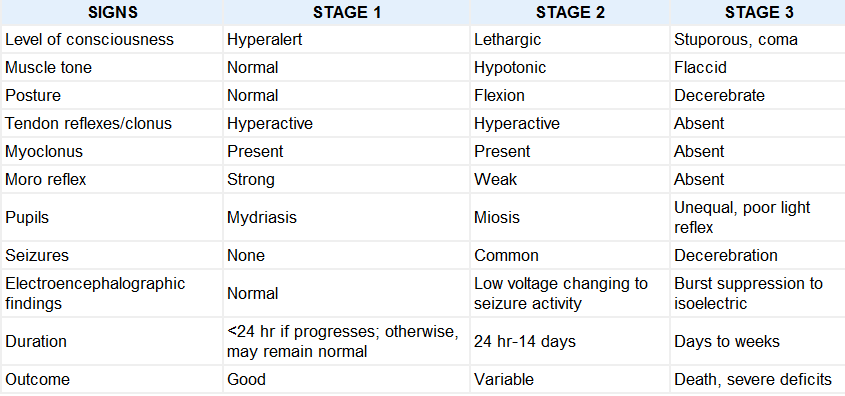 SIGNS STAGE 1 STAGE 2 STAGE 3
Level of consciousness Hyperalert Lethargic Stuporous, coma
Muscle tone Normal Hypotonic Flaccid
Posture Normal Flexion Decerebrate
Tendon reflexes/clonus Hyperactive Hyperactive Absent
Myoclonus Present Present Absent
Moro reflex Strong Weak Absent
Pupils Mydriasis Miosis Unequal, poor light
reflex
Seizures None Common Decerebration
Electroencephalographic
findings Normal Low voltage changing to
seizure activity Burst suppression to
isoelectric
Duration <24 hr if progresses; otherwise,
may remain normal 24 hr-14 days Days to weeks
Outcome Good Variable Death, severe deficits